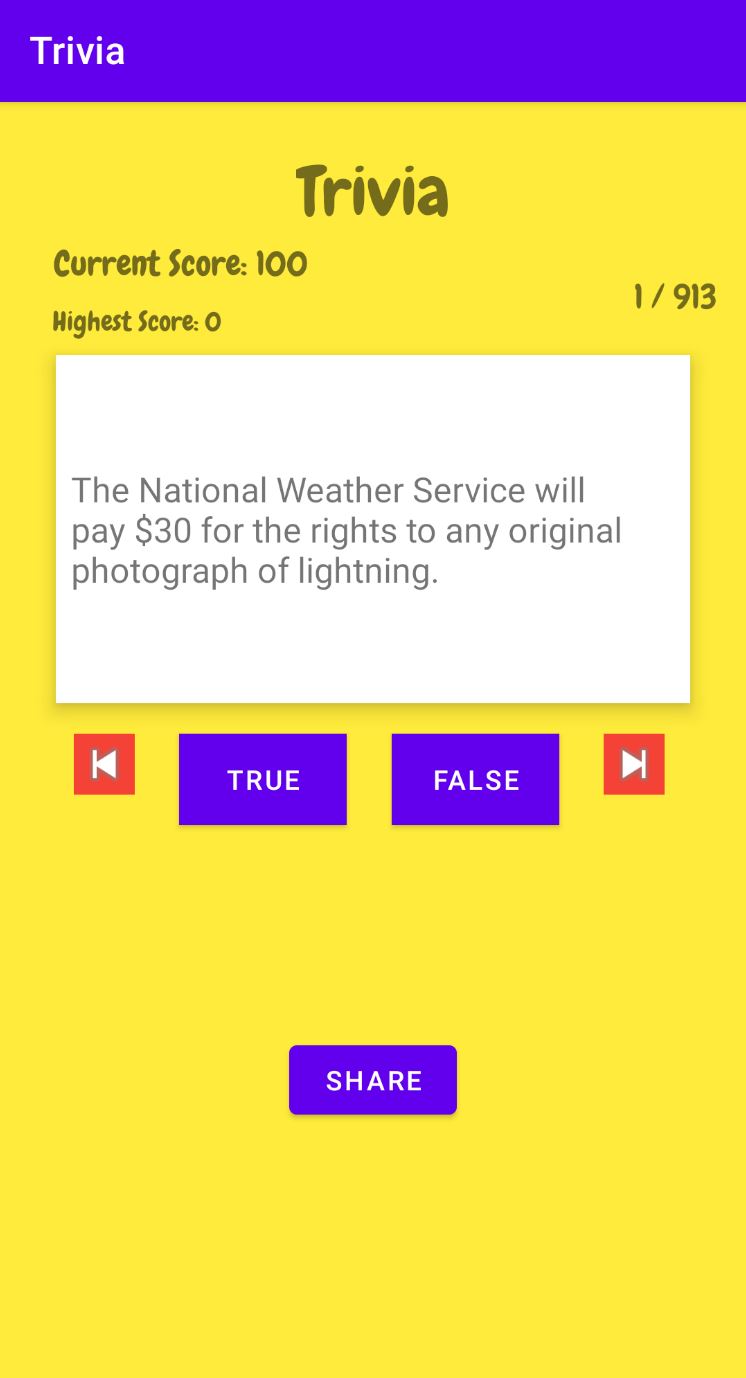 Trivia
Trivia
Current Score: 100
1 / 913
Highest Score: 0
The National Weather Service will
pay $30 for the rights to any original
photograph of lightning.
TRUE
FALSE
SHARE